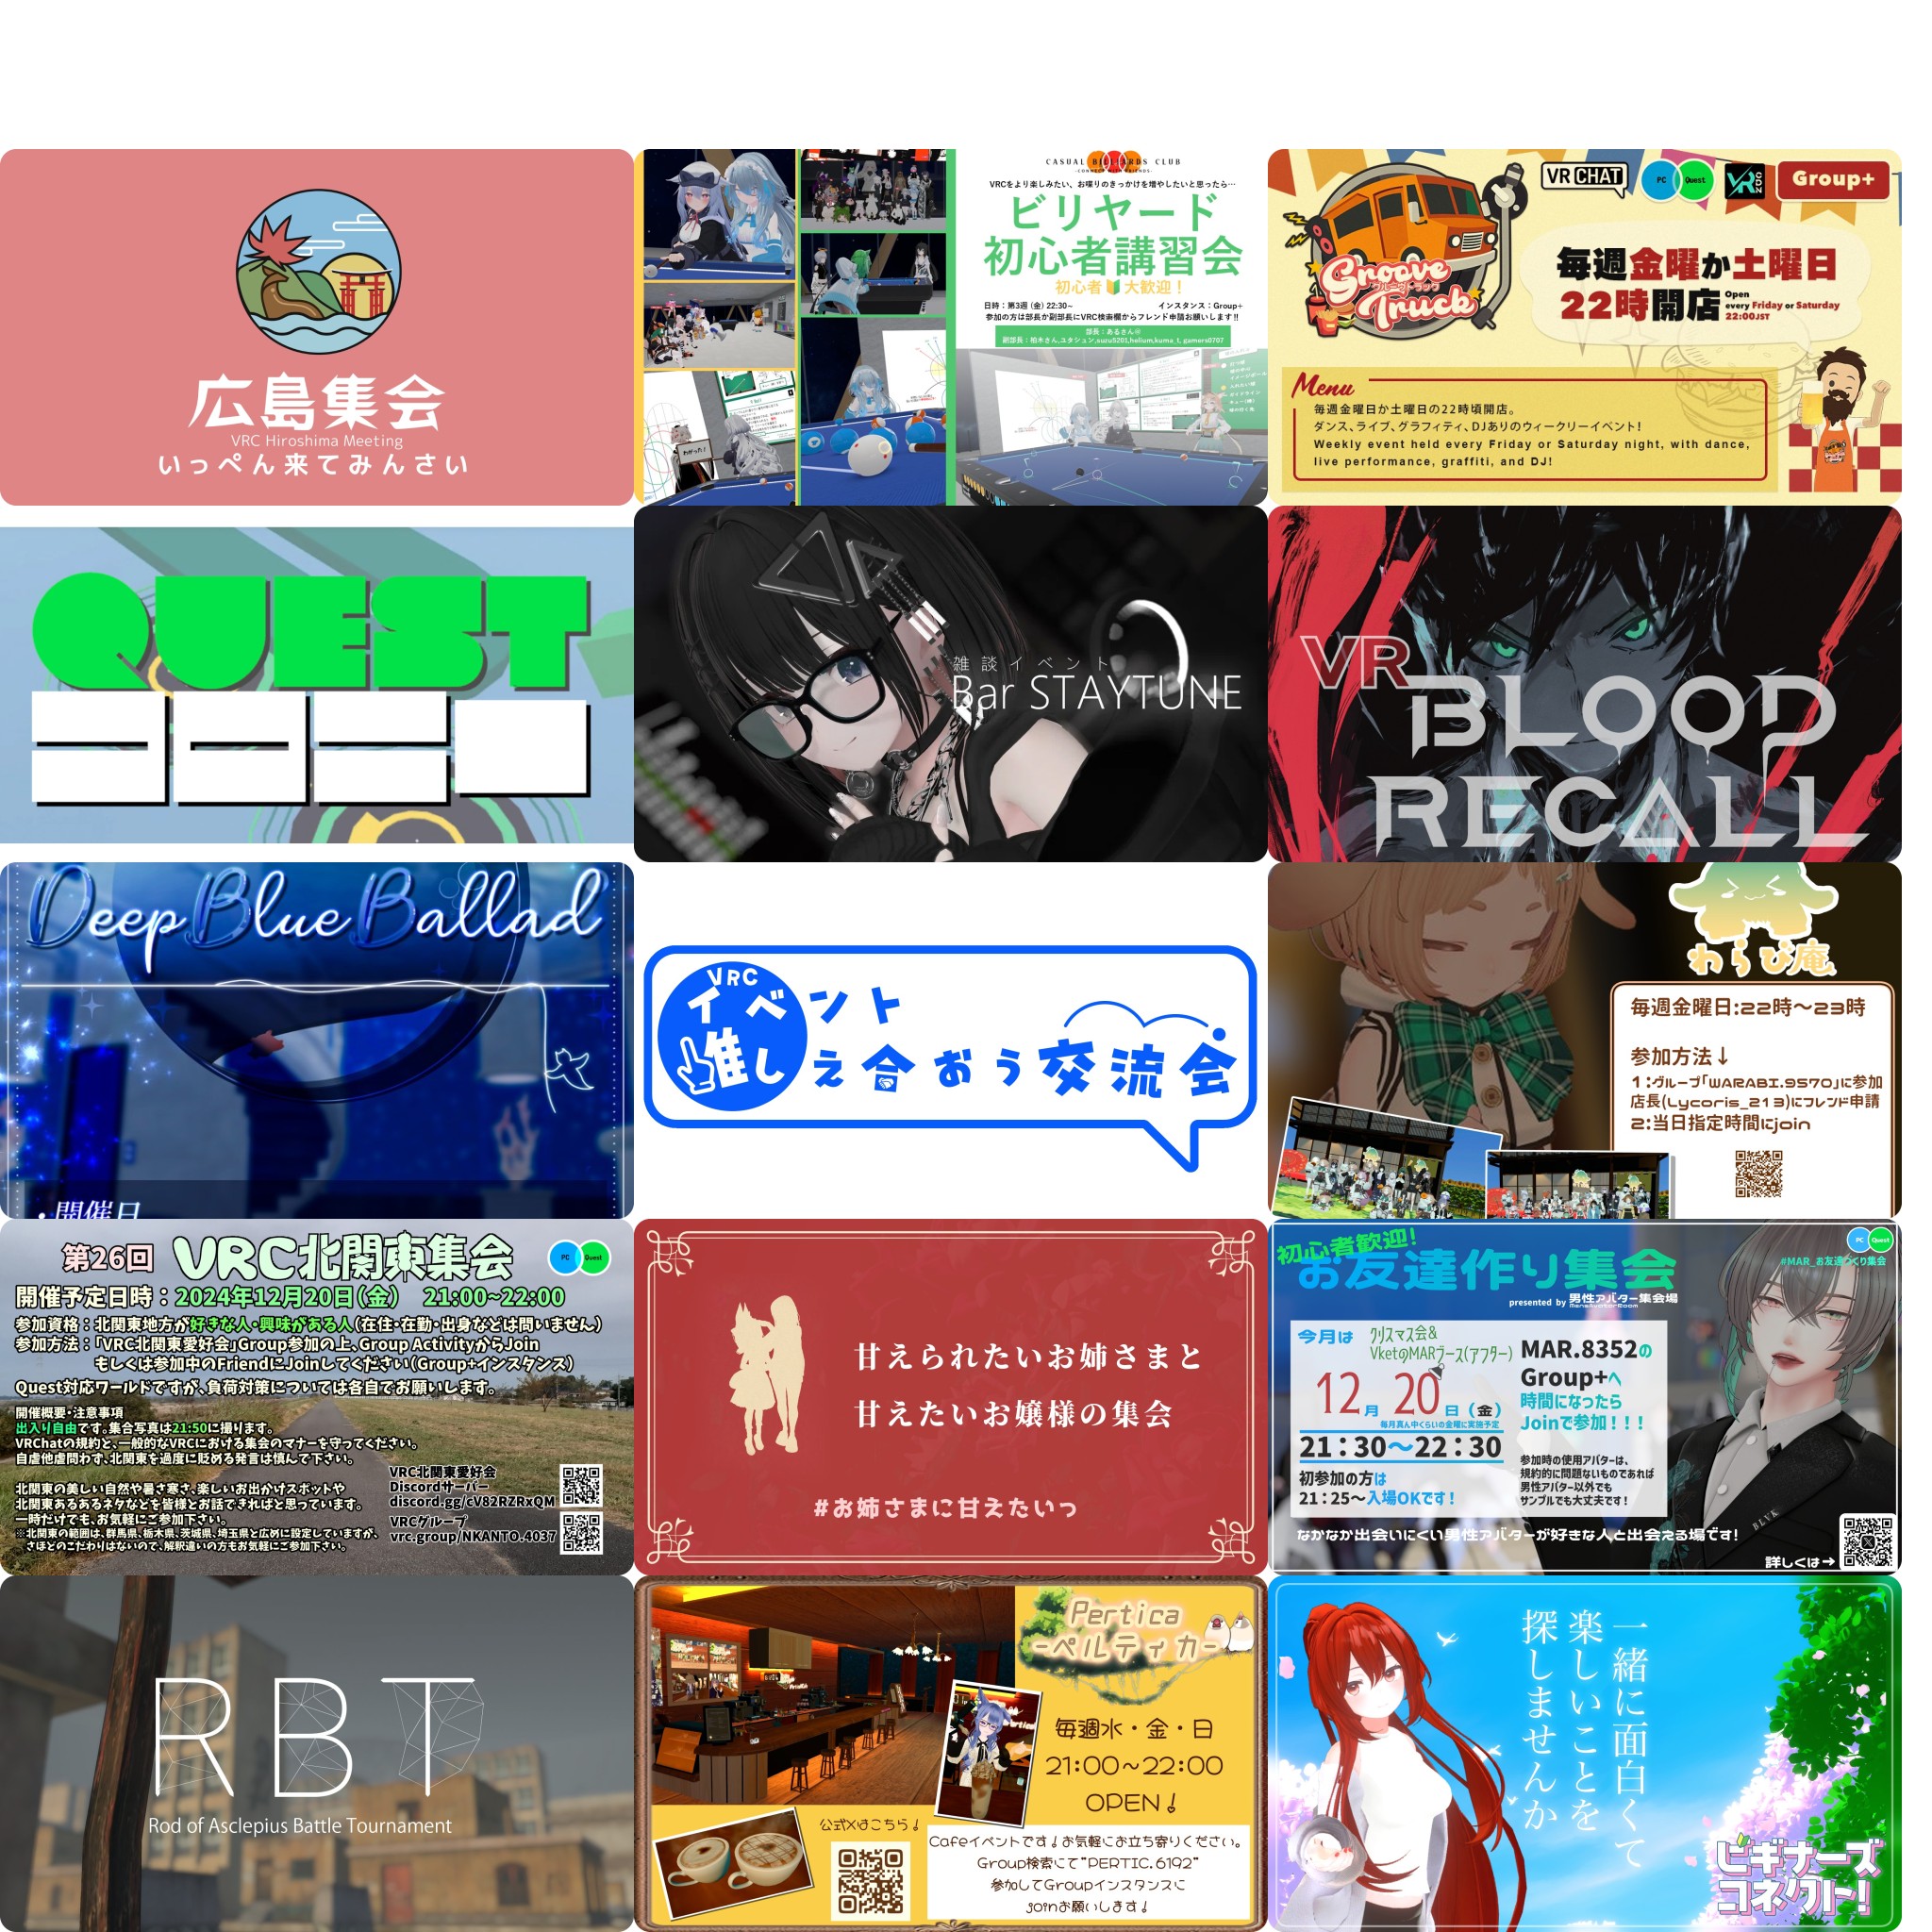 広島集会
VRC Hiroshima Meeting
いっぺん来てみんさい
CASUAL BILLIARDS CLUB
-CONNECT WITH FRIENDS-
VRCをより楽しみたい、お喋りのきっかけを増やしたいと思ったら…
ビリヤード
初心者講習会
初心者🔰大歓迎！
日時：第3週 (金) 22:30~ インスタンス：Group+
参加の方は部長か副部長にVRC検索欄からフレンド申請お願いします!!
部長：あるさん＠
副部長：柏木さん,ユタシュン,suzu5201,helium,kuma_t, gamers0707
わかった！
Groove
グルーヴトラック
Truck
VRCHAT
PC Quest
VR ZOO
Group+
毎週金曜か土曜日
22時開店
Open
every Friday or Saturday
22:00JST
Menu
毎週金曜日か土曜日の22時頃開店。
ダンス、ライブ、グラフィティ、DJありのウィークリーイベント!
Weekly event held every Friday or Saturday night, with dance,
live performance, graffiti, and DJ!
QUEST
コロニー
雑談イベント
Bar STAYTUNE
VR
BLOOD
RECALL
Deep Blue Ballad
・開催日
VRC
イベント
推し え合おう交流会
わらび庵
毎週金曜日:22時〜23時
参加方法↓
1:グループ「WARABI.9570」に参加
店長(Lycoris_213)にフレンド申請
2:当日指定時間にjoin
第26回 VRC北関東集会
PC Quest
開催予定日時：2024年12月20日(金) 21:00~22:00
参加資格：北関東地方が好きな人・興味がある人(在住・在勤・出身などは問いません)
参加方法：「VRC北関東愛好会」Group参加の上、Group ActivityからJoin
もしくは参加中のFriendにJoinしてください(Group+インスタンス)
Quest対応ワールドですが、負荷対策については各自でお願いします。
開催概要・注意事項
出入り自由です。集合写真は21:50に撮ります。
VRChatの規約と、一般的なVRCにおける集会のマナーを守ってください。
自虐他虐問わず、北関東を過度に貶める発言は慎んで下さい。
北関東の美しい自然や暑さ寒さ、楽しいお出かけスポットや
北関東あるあるネタなどを皆様とお話できればと思っています。
一時だけでも、お気軽にご参加下さい。
※北関東の範囲は、群馬県、栃木県、茨城県、埼玉県と広めに設定していますが、
さほどのこだわりはないので、解釈違いの方もお気軽にご参加下さい。
VRC北関東愛好会
Discordサーバー
discord.gg/cV82RZRxQM
VRCグループ
vrc.group/NKANTO.4037
甘えられたいお姉さまと
甘えたいお嬢様の集会
#お姉さまに甘えたいっ
初心者歓迎!
お友達作り集会
PC Quest
#MAR_お友達づくり集会
presented by 男性アバター集会場
MensAvatarRoom
今月は
クリスマス会&
VketのMARブース(アフター)
12月20日(金)
毎月真ん中くらいの金曜に実施予定
21：30〜22：30
初参加の方は
21：25〜入場OKです！
MAR.8352の
Group+へ
時間になったら
Joinで参加！！！
参加時の使用アバターは、
規約的に問題ないものであれば
男性アバター以外でも
サンプルでも大丈夫です！
BLVK
なかなか出会いにくい男性アバターが好きな人と出会える場です!
詳しくは→
RBT
Rod of Asclepius Battle Tournament
Pertica
-ペルティカ-
毎週水・金・日
21:00~22:00
OPEN！
公式Xはこちら！
Cafeイベントです！お気軽にお立ち寄りください。
Group検索にて"PERTIC.6192"
参加してGroupインスタンスに
joinお願いします！
一緒に面白くて
楽しいことを
探しませんか
ビギナーズ
コネクト!